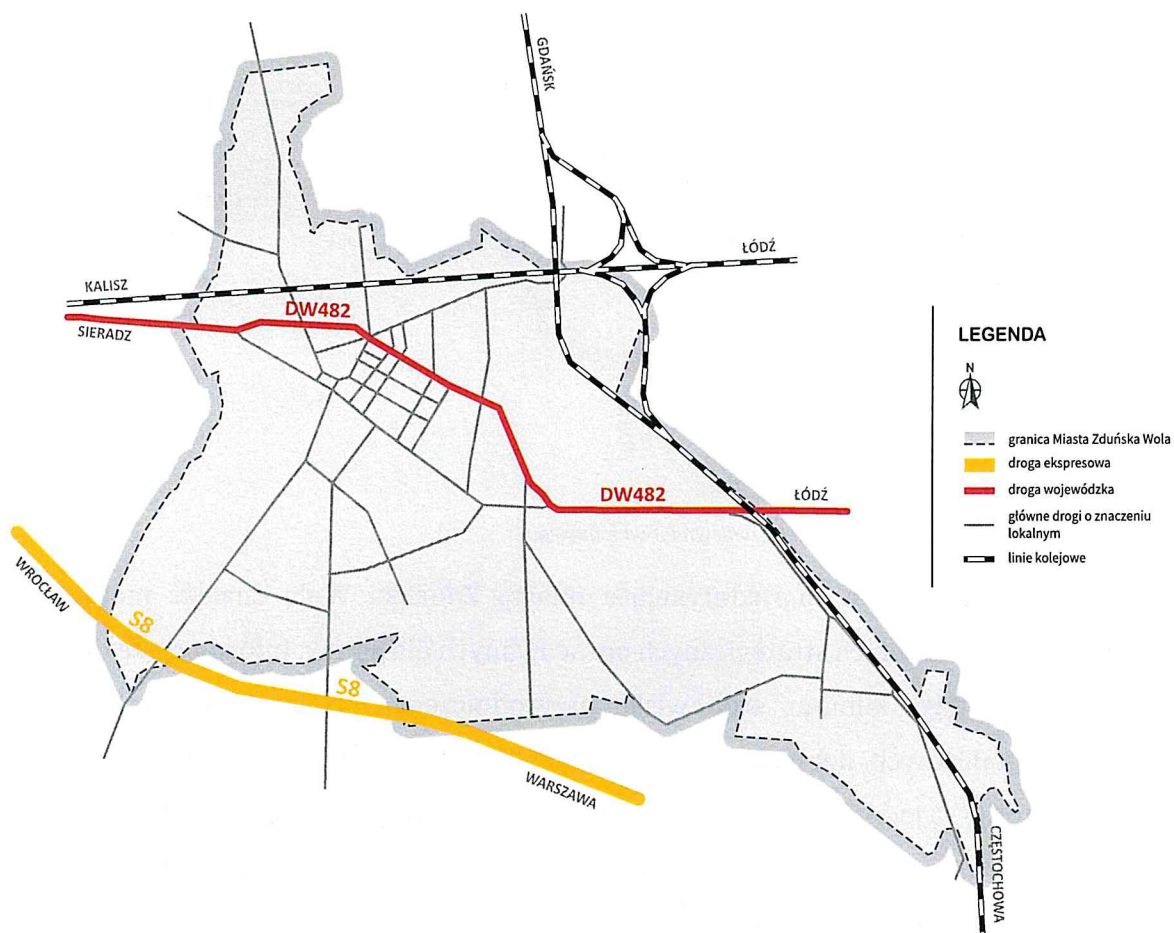 GDAŃSK
ŁÓDŹ
KALISZ
DW482
SIERADZ
DW482
ŁÓDŹ
WROCŁAW
S8
S8
WARSZAWA
CZĘSTOCHOWA
LEGENDA
N
granica Miasta Zduńska Wola
droga ekspresowa
droga wojewódzka
główne drogi o znaczeniu
lokalnym
linie kolejowe